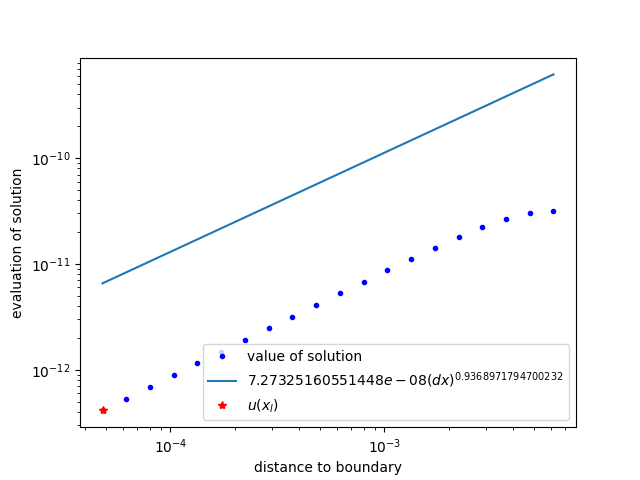 10⁻¹⁰
10⁻¹¹
10⁻¹²
evaluation of solution
value of solution
7.27325160551448e − 08(dx)^0.9368971794700232
u(x_l)
10⁻⁴
10⁻³
distance to boundary